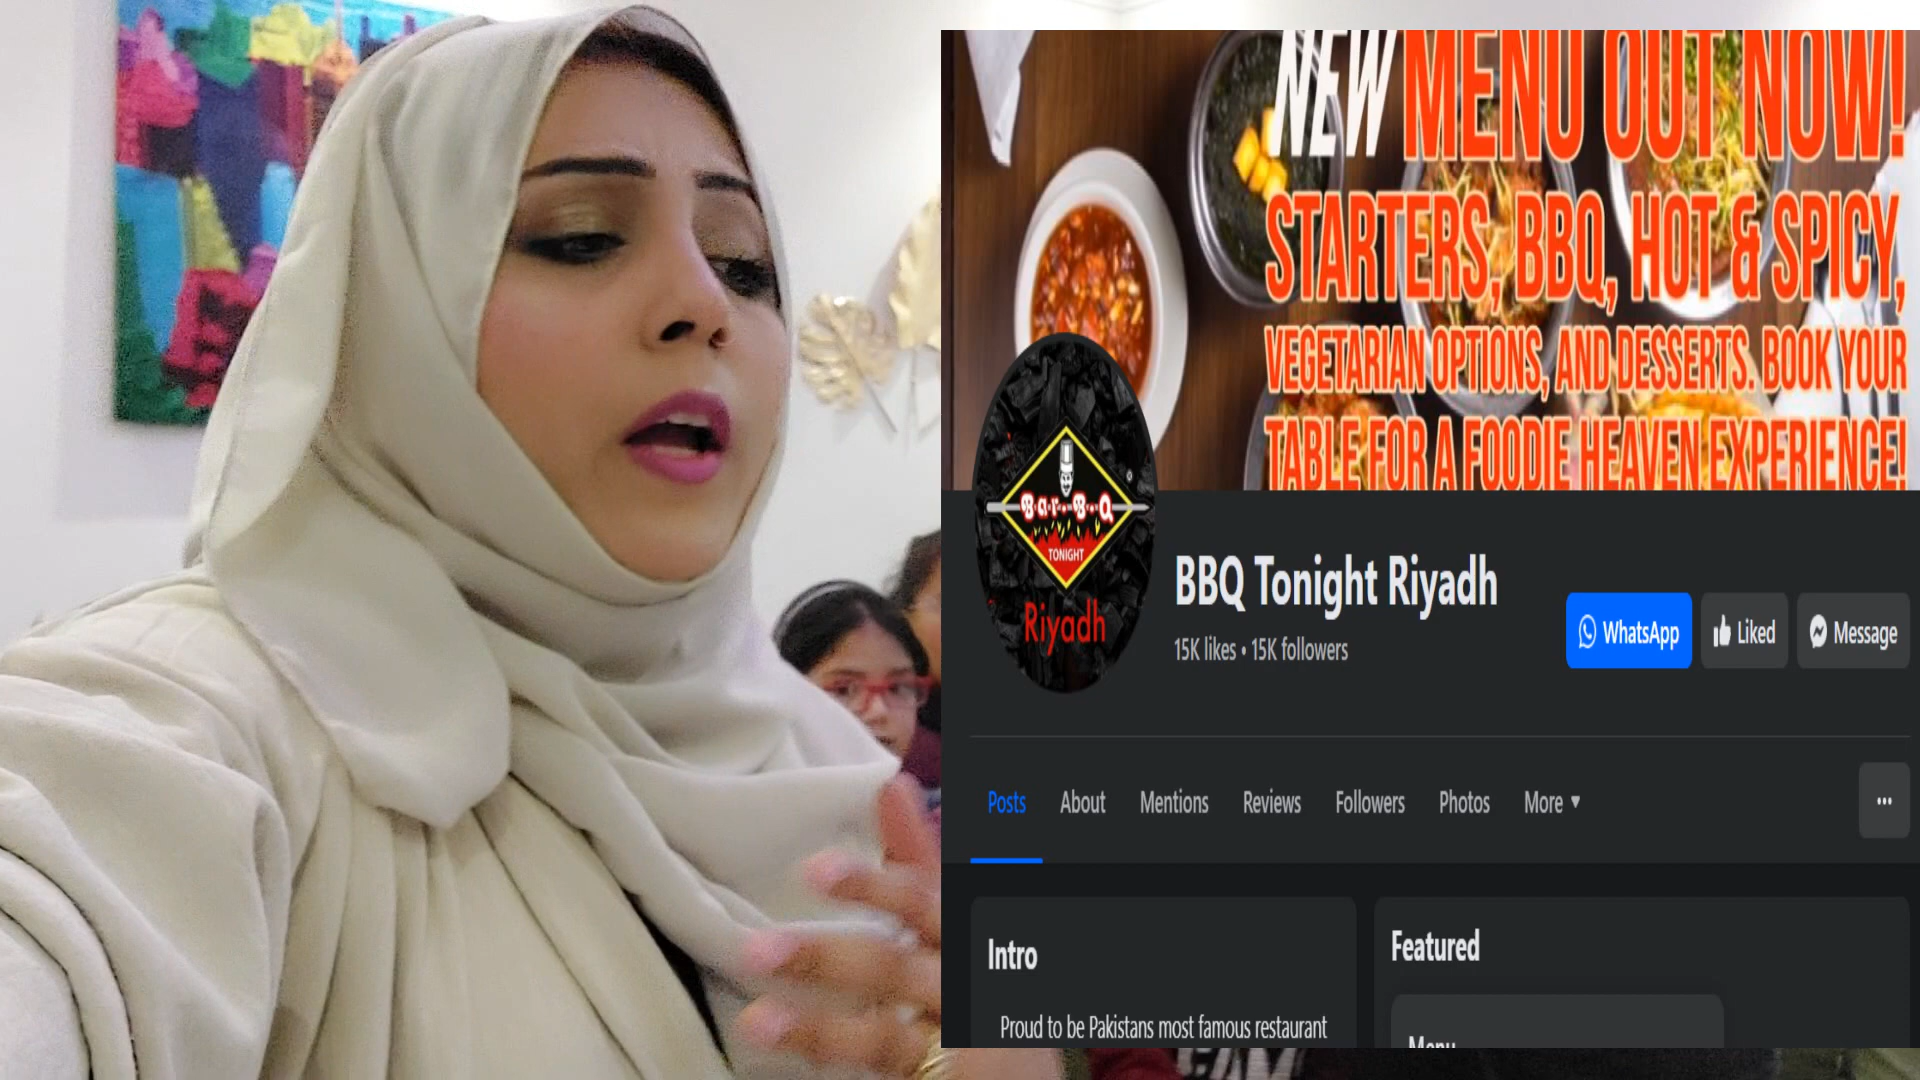 NEW MENU OUT NOW!
STARTERS, BBQ, HOT & SPICY,
VEGETARIAN OPTIONS, AND DESSERTS. BOOK YOUR
TABLE FOR A FOODIE HEAVEN EXPERIENCE!
Bar-B-Q
TONIGHT
Riyadh
BBQ Tonight Riyadh
15K likes • 15K followers
WhatsApp
Liked
Message
Posts
About
Mentions
Reviews
Followers
Photos
More
Intro
Featured
Proud to be Pakistans most famous restaurant
Menu